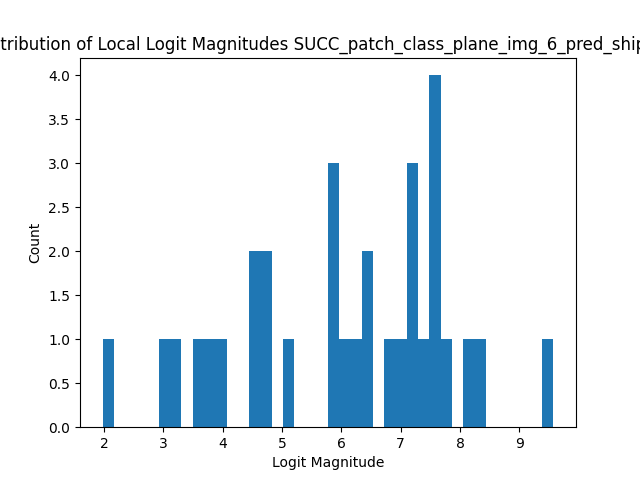 tribution of Local Logit Magnitudes SUCC_patch_class_plane_img_6_pred_ship
4.0
3.5
3.0
2.5
2.0
1.5
1.0
0.5
0.0
Count
2 3 4 5 6 7 8 9
Logit Magnitude